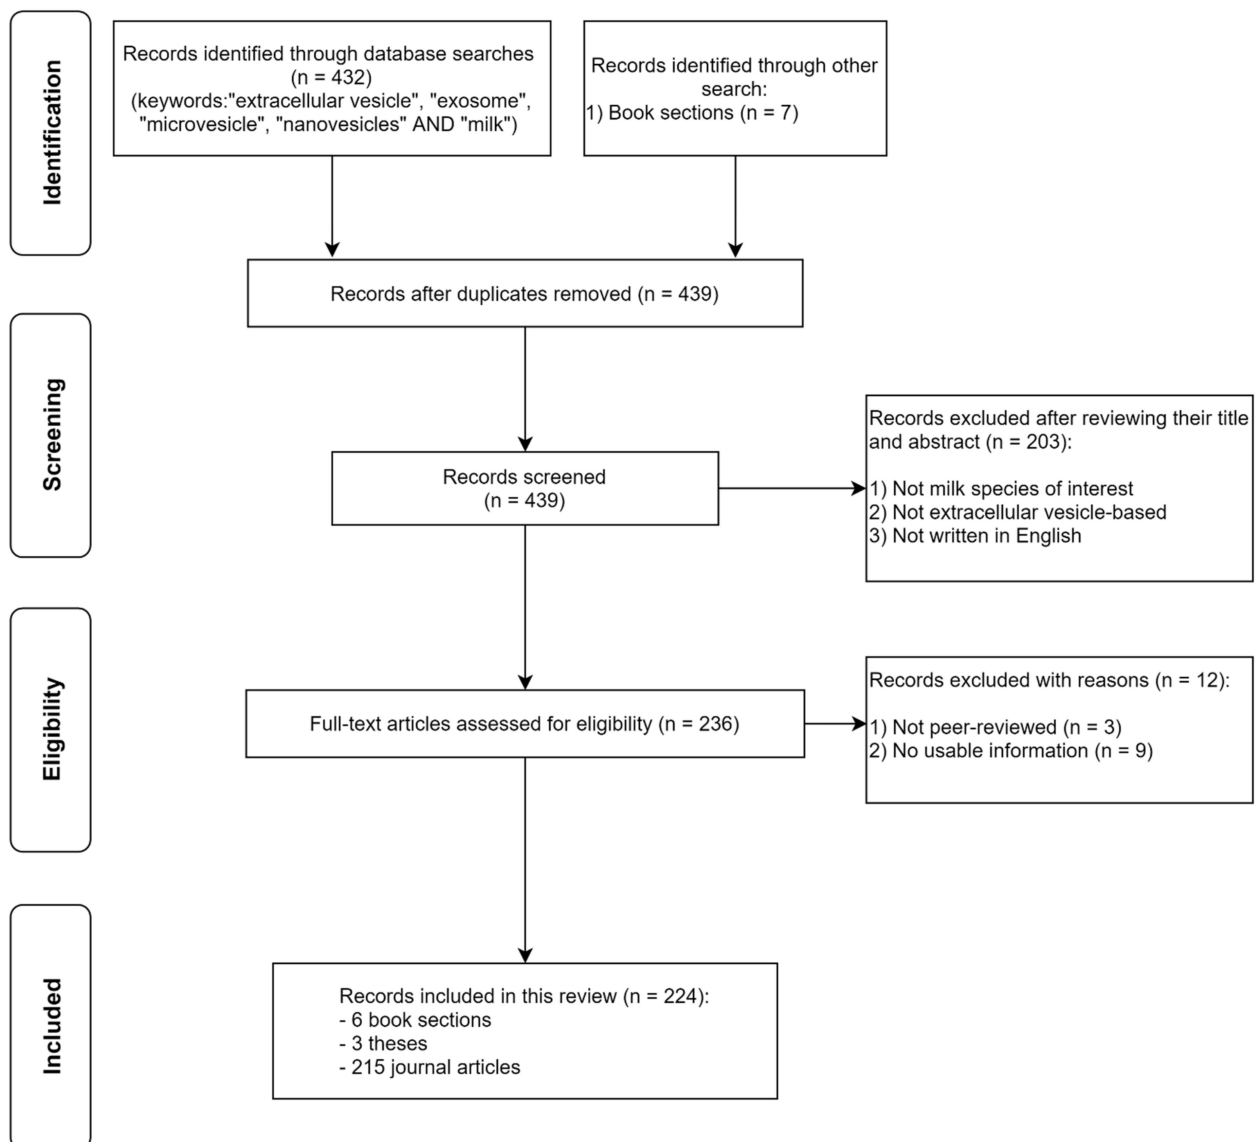 Identification
Records identified through database searches
(n = 432)
(keywords:"extracellular vesicle", "exosome",
"microvesicle", "nanovesicles" AND "milk")
Records identified through other
search:
1) Book sections (n = 7)
Records after duplicates removed (n = 439)
Screening
Records screened
(n = 439)
Records excluded after reviewing their title
and abstract (n = 203):
1) Not milk species of interest
2) Not extracellular vesicle-based
3) Not written in English
Eligibility
Full-text articles assessed for eligibility (n = 236)
Records excluded with reasons (n = 12):
1) Not peer-reviewed (n = 3)
2) No usable information (n = 9)
Included
Records included in this review (n = 224):
- 6 book sections
- 3 theses
- 215 journal articles